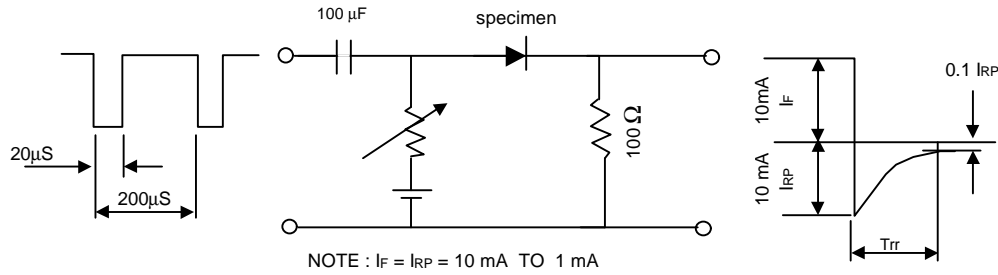 100 μF
specimen
20μS
200μS
100 Ω
10mA
IF
10 mA
IRP
0.1 IRP
Trr
NOTE : IF = IRP = 10 mA TO 1 mA